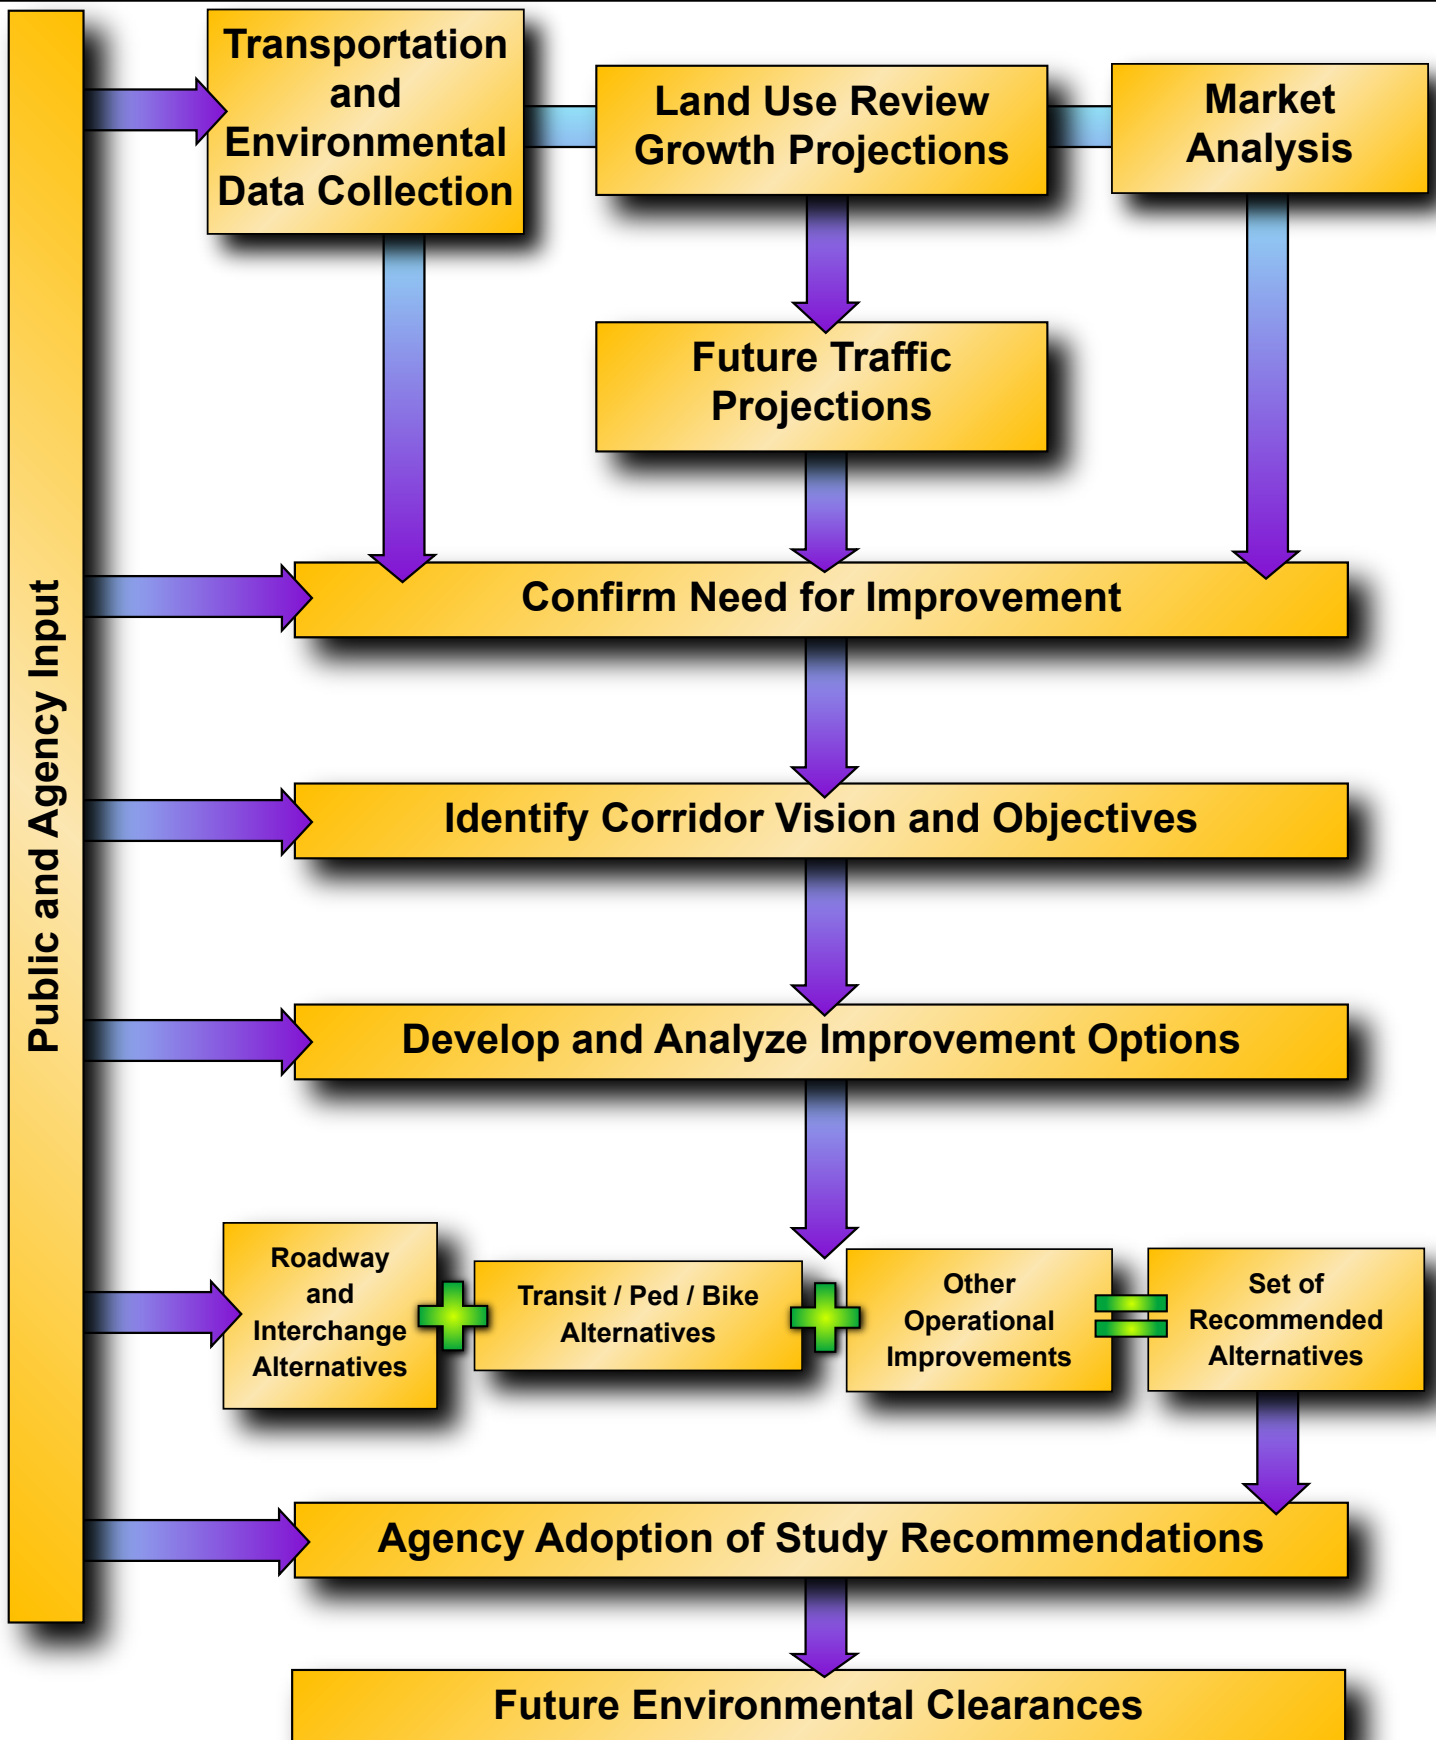 Public and Agency Input
Transportation
and
Environmental
Data Collection
Land Use Review
Growth Projections
Market
Analysis
Future Traffic
Projections
Confirm Need for Improvement
Identify Corridor Vision and Objectives
Develop and Analyze Improvement Options
Roadway
and
Interchange
Alternatives
Transit / Ped / Bike
Alternatives
Other
Operational
Improvements
Set of
Recommended
Alternatives
Agency Adoption of Study Recommendations
Future Environmental Clearances